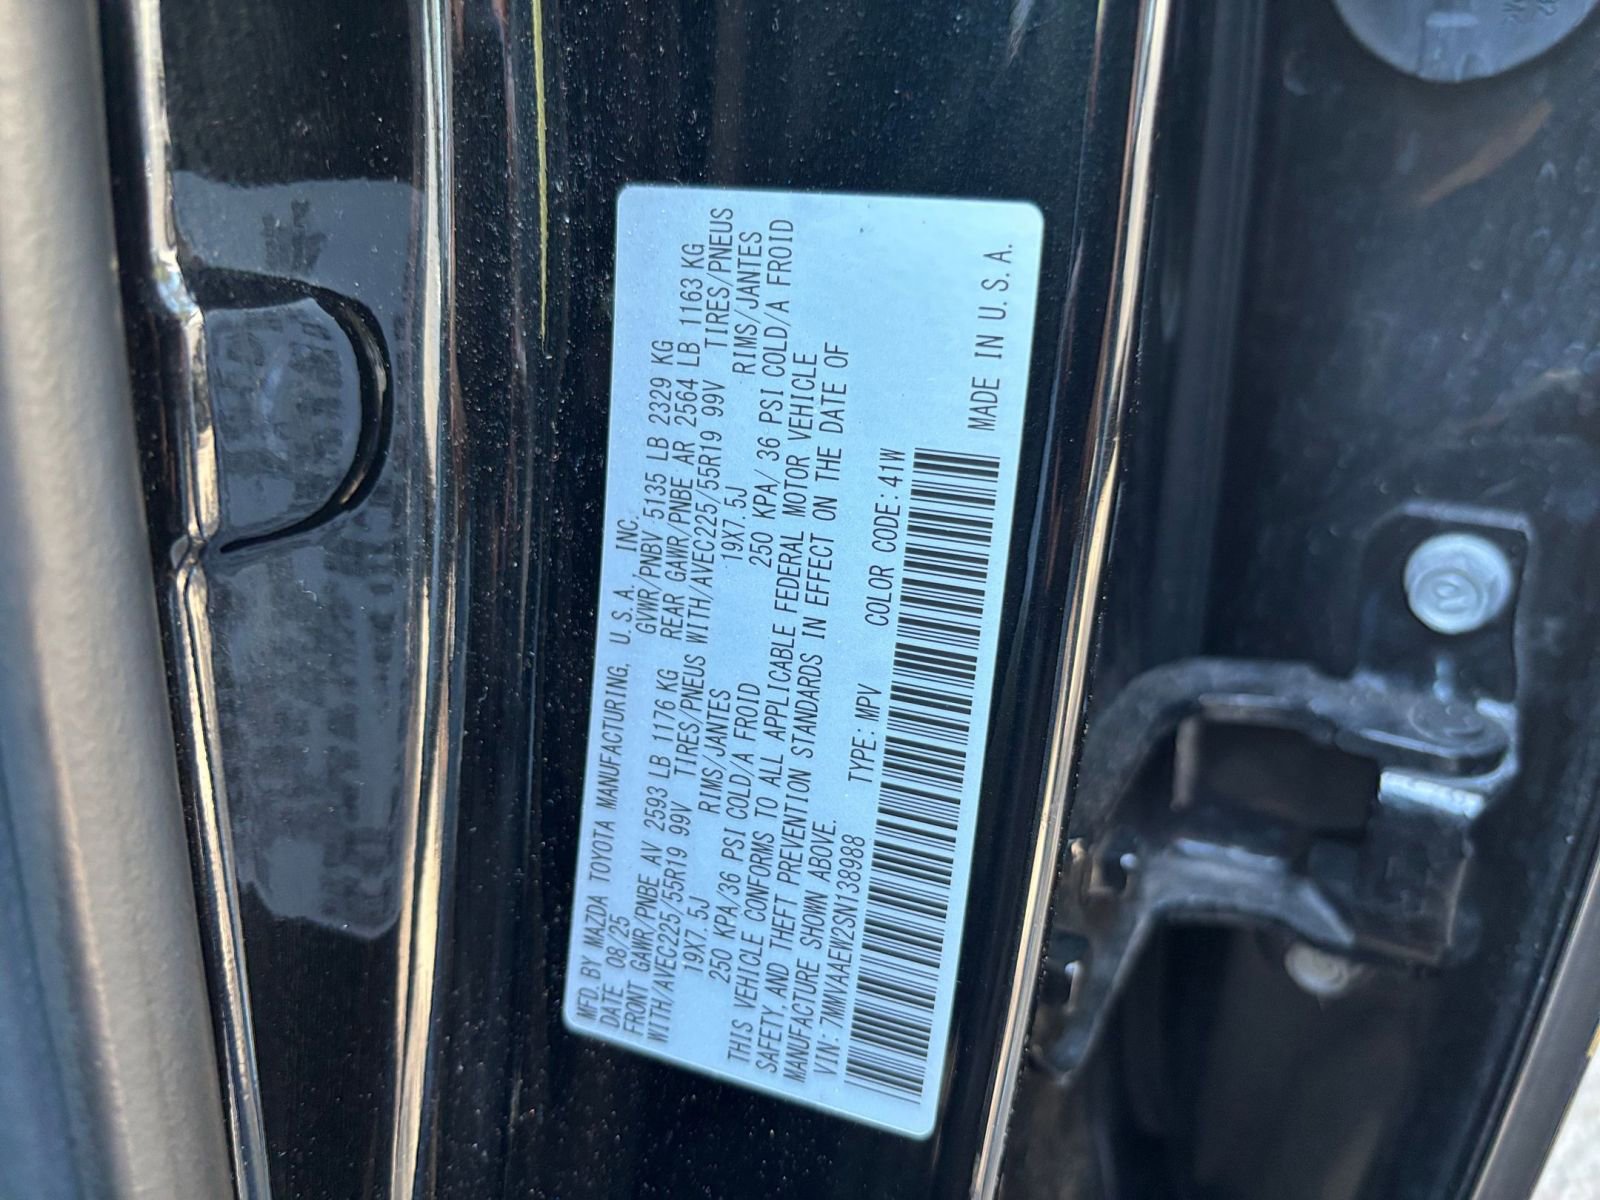 MFD. BY MAZDA TOYOTA MANUFACTURING, U.S.A. INC.
DATE 08/25 GVWR/PNBV 5135 LB 2329 KG
FRONT GAWR/PNBE AV 2593 LB 1176 KG REAR GAWR/PNBE AR 2564 LB 1163 KG
WITH/AVEC225/55R19 99V TIRES/PNEUS WITH/AVEC225/55R19 99V TIRES/PNEUS
19X7.5J RIMS/JANTES 19X7.5J RIMS/JANTES
250 KPA/36 PSI COLD/A FROID 250 KPA/ 36 PSI COLD/A FROID
THIS VEHICLE CONFORMS TO ALL APPLICABLE FEDERAL MOTOR VEHICLE
SAFETY, AND THEFT PREVENTION STANDARDS IN EFFECT ON THE DATE OF
MANUFACTURE SHOWN ABOVE.
VIN:7MMVAAEW2SN138988 TYPE:MPV COLOR CODE:41W
MADE IN U.S.A.